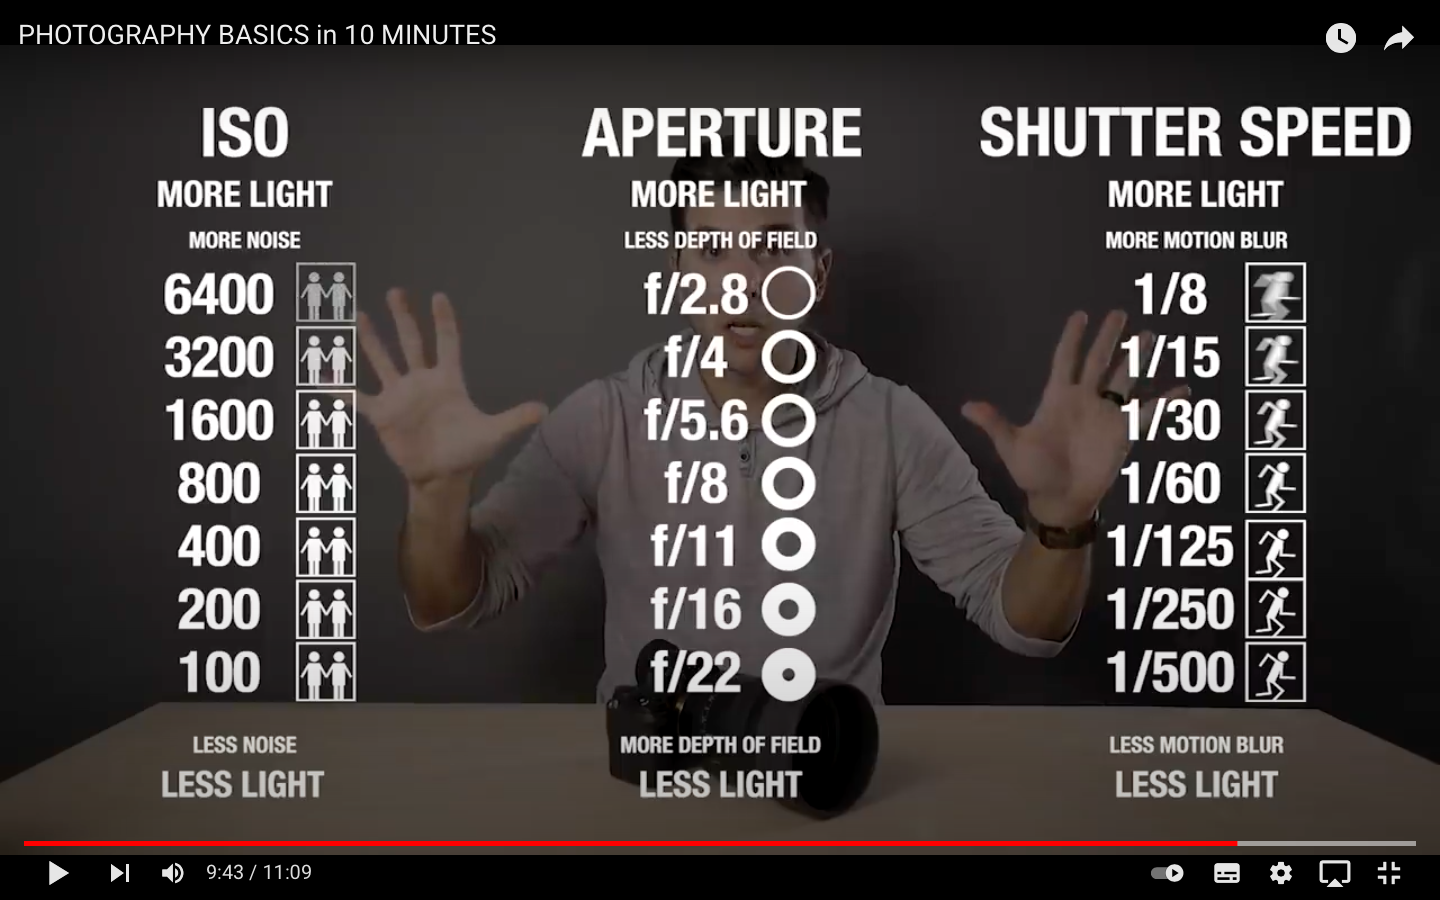 PHOTOGRAPHY BASICS in 10 MINUTES
ISO
MORE LIGHT
MORE NOISE
6400
3200
1600
800
400
200
100
LESS NOISE
LESS LIGHT
APERTURE
MORE LIGHT
LESS DEPTH OF FIELD
f/2.8
f/4
f/5.6
f/8
f/11
f/16
f/22
MORE DEPTH OF FIELD
LESS LIGHT
SHUTTER SPEED
MORE LIGHT
MORE MOTION BLUR
1/8
1/15
1/30
1/60
1/125
1/250
1/500
LESS MOTION BLUR
LESS LIGHT
9:43 / 11:09